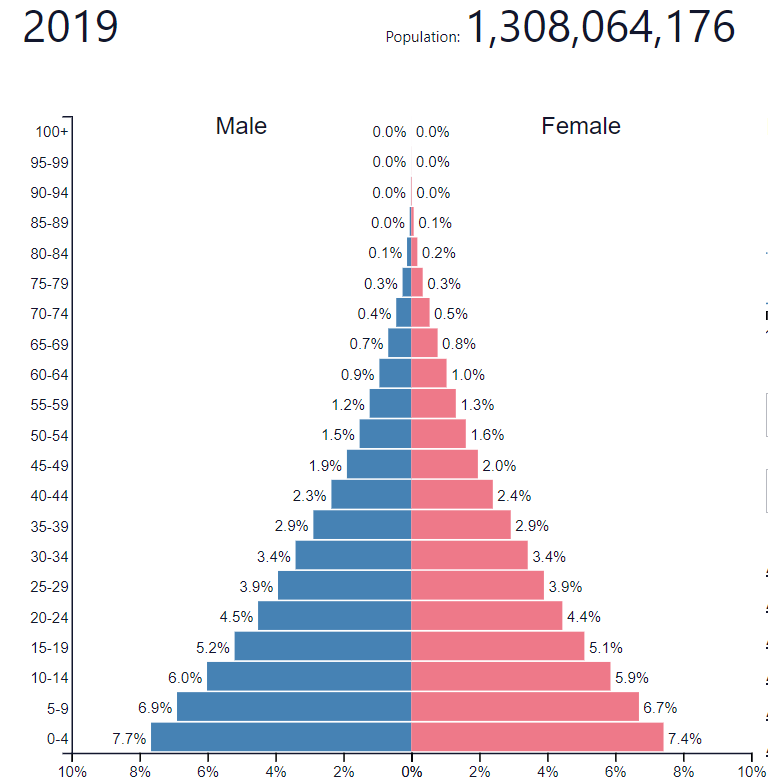 2019
Population: 1,308,064,176
Male Female
100+ 0.0% 0.0%
95-99 0.0% 0.0%
90-94 0.0% 0.0%
85-89 0.0% 0.1%
80-84 0.1% 0.2%
75-79 0.3% 0.3%
70-74 0.4% 0.5%
65-69 0.7% 0.8%
60-64 0.9% 1.0%
55-59 1.2% 1.3%
50-54 1.5% 1.6%
45-49 1.9% 2.0%
40-44 2.3% 2.4%
35-39 2.9% 2.9%
30-34 3.4% 3.4%
25-29 3.9% 3.9%
20-24 4.5% 4.4%
15-19 5.2% 5.1%
10-14 6.0% 5.9%
5-9 6.9% 6.7%
0-4 7.7% 7.4%
10% 8% 6% 4% 2% 0% 2% 4% 6% 8% 10%